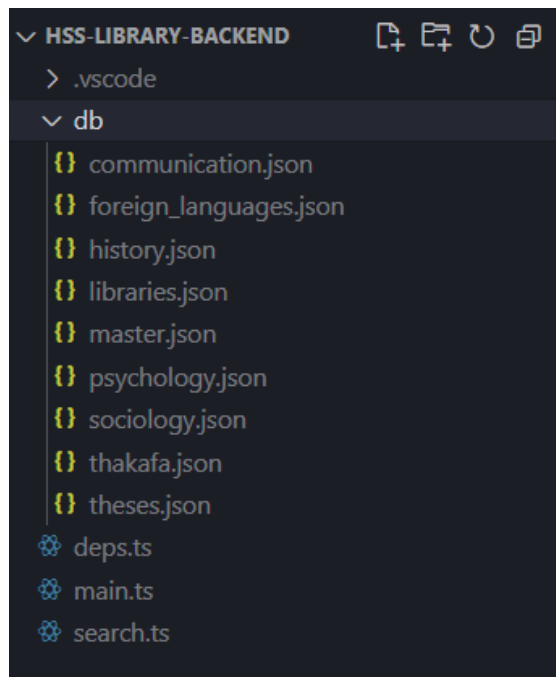 HSS-LIBRARY-BACKEND
.vscode
db
{} communication.json
{} foreign_languages.json
{} history.json
{} libraries.json
{} master.json
{} psychology.json
{} sociology.json
{} thakafa.json
{} theses.json
deps.ts
main.ts
search.ts